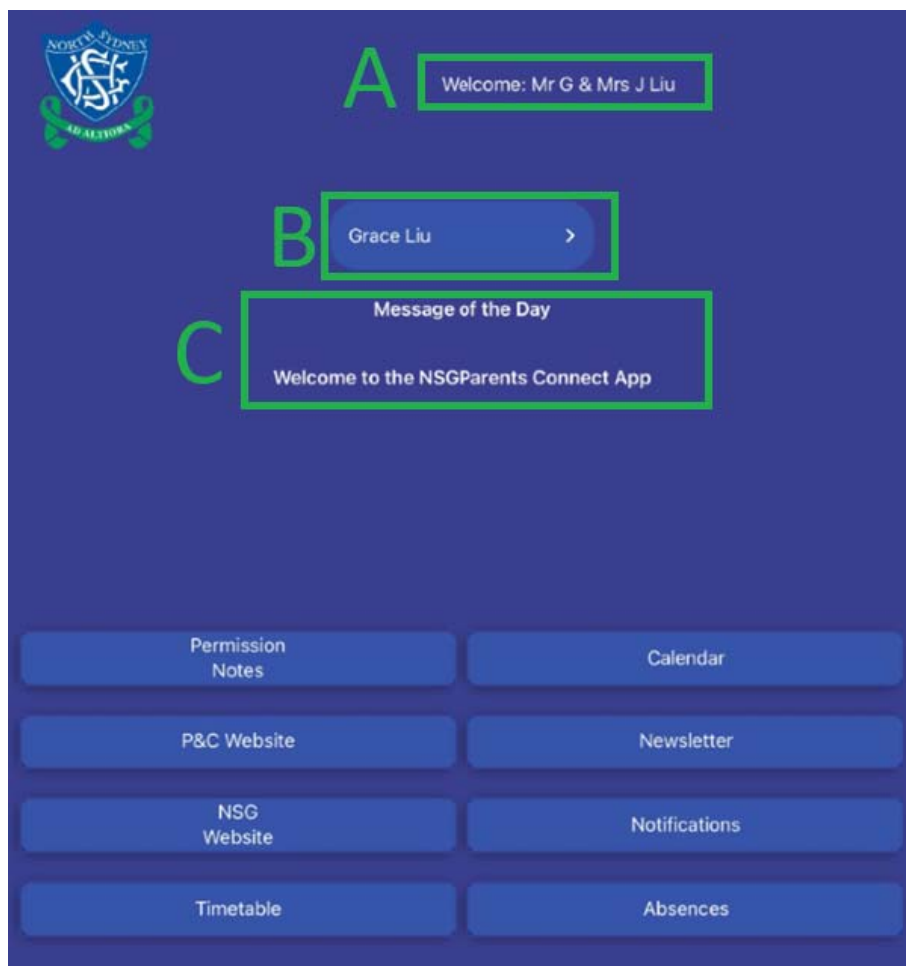 NORTH SYDNEY
GHS
AD ALTIORA
A
Welcome: Mr G & Mrs J Liu
B
Grace Liu >
C
Message of the Day
Welcome to the NSGParents Connect App
Permission
Notes
Calendar
P&C Website
Newsletter
NSG
Website
Notifications
Timetable
Absences